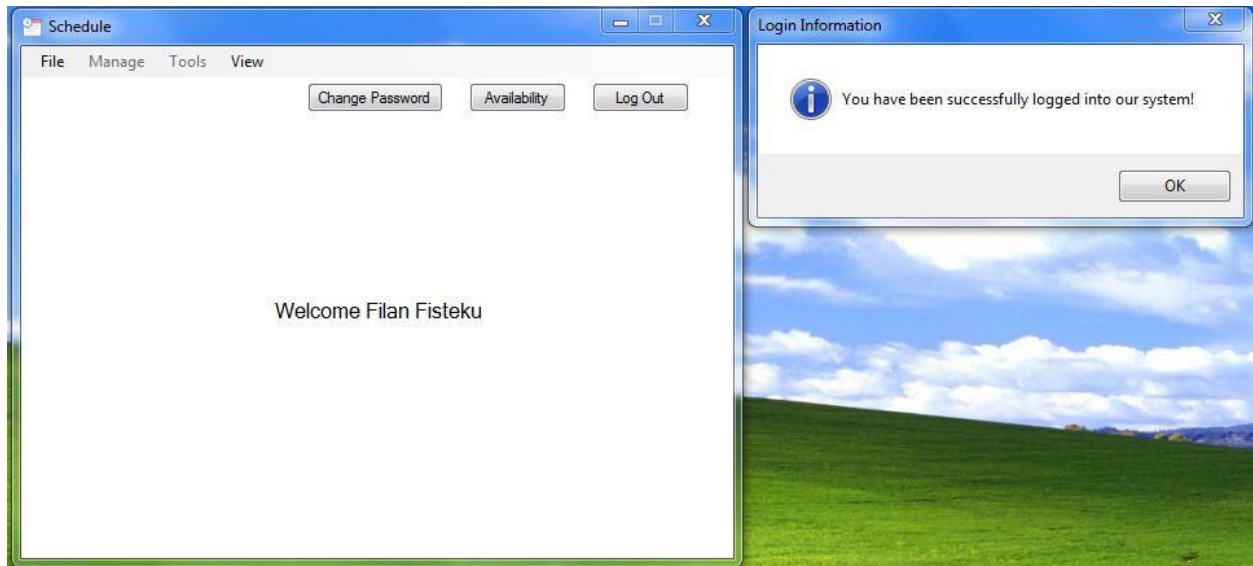 Schedule
File Manage Tools View
Change Password Availability Log Out
Welcome Filan Fisteku
Login Information
You have been successfully logged into our system!
OK